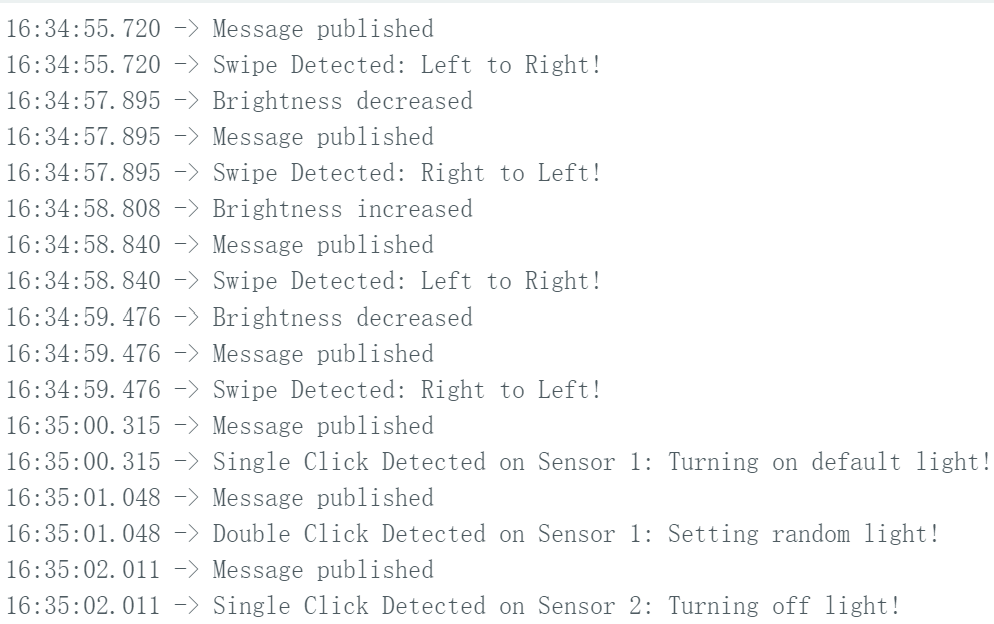 16:34:55.720 -> Message published
16:34:55.720 -> Swipe Detected: Left to Right!
16:34:57.895 -> Brightness decreased
16:34:57.895 -> Message published
16:34:57.895 -> Swipe Detected: Right to Left!
16:34:58.808 -> Brightness increased
16:34:58.840 -> Message published
16:34:58.840 -> Swipe Detected: Left to Right!
16:34:59.476 -> Brightness decreased
16:34:59.476 -> Message published
16:34:59.476 -> Swipe Detected: Right to Left!
16:35:00.315 -> Message published
16:35:00.315 -> Single Click Detected on Sensor 1: Turning on default light!
16:35:01.048 -> Message published
16:35:01.048 -> Double Click Detected on Sensor 1: Setting random light!
16:35:02.011 -> Message published
16:35:02.011 -> Single Click Detected on Sensor 2: Turning off light!